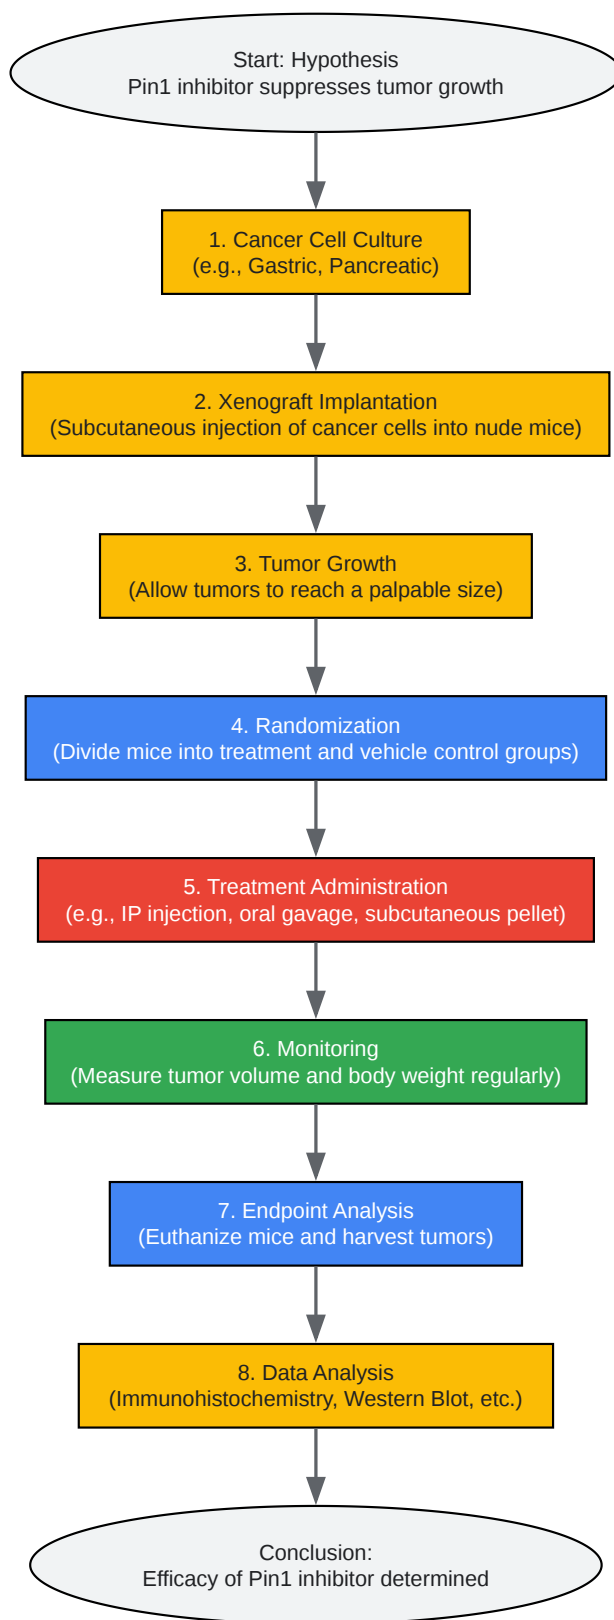 Start: Hypothesis
Pin1 inhibitor suppresses tumor growth
1. Cancer Cell Culture
(e.g., Gastric, Pancreatic)
2. Xenograft Implantation
(Subcutaneous injection of cancer cells into nude mice)
3. Tumor Growth
(Allow tumors to reach a palpable size)
4. Randomization
(Divide mice into treatment and vehicle control groups)
5. Treatment Administration
(e.g., IP injection, oral gavage, subcutaneous pellet)
6. Monitoring
(Measure tumor volume and body weight regularly)
7. Endpoint Analysis
(Euthanize mice and harvest tumors)
8. Data Analysis
(Immunohistochemistry, Western Blot, etc.)
Conclusion:
Efficacy of Pin1 inhibitor determined